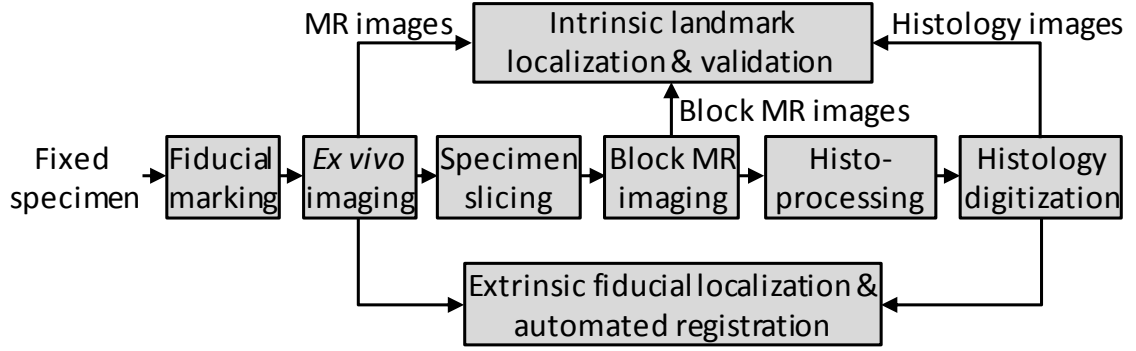 MR images
Intrinsic landmark
localization & validation
Histology images
Block MR images
Fixed
specimen
Fiducial
marking
Ex vivo
imaging
Specimen
slicing
Block MR
imaging
Histo-
processing
Histology
digitization
Extrinsic fiducial localization &
automated registration